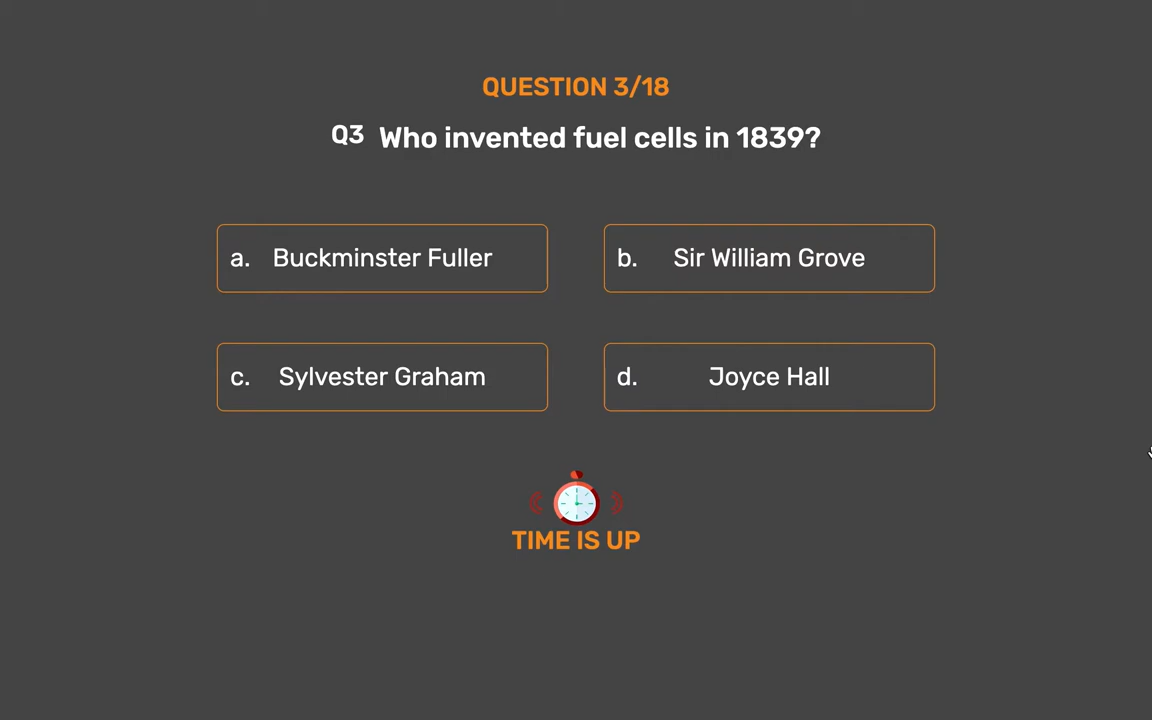 QUESTION 3/18
Q3 Who invented fuel cells in 1839?
a. Buckminster Fuller
b. Sir William Grove
c. Sylvester Graham
d. Joyce Hall
TIME IS UP